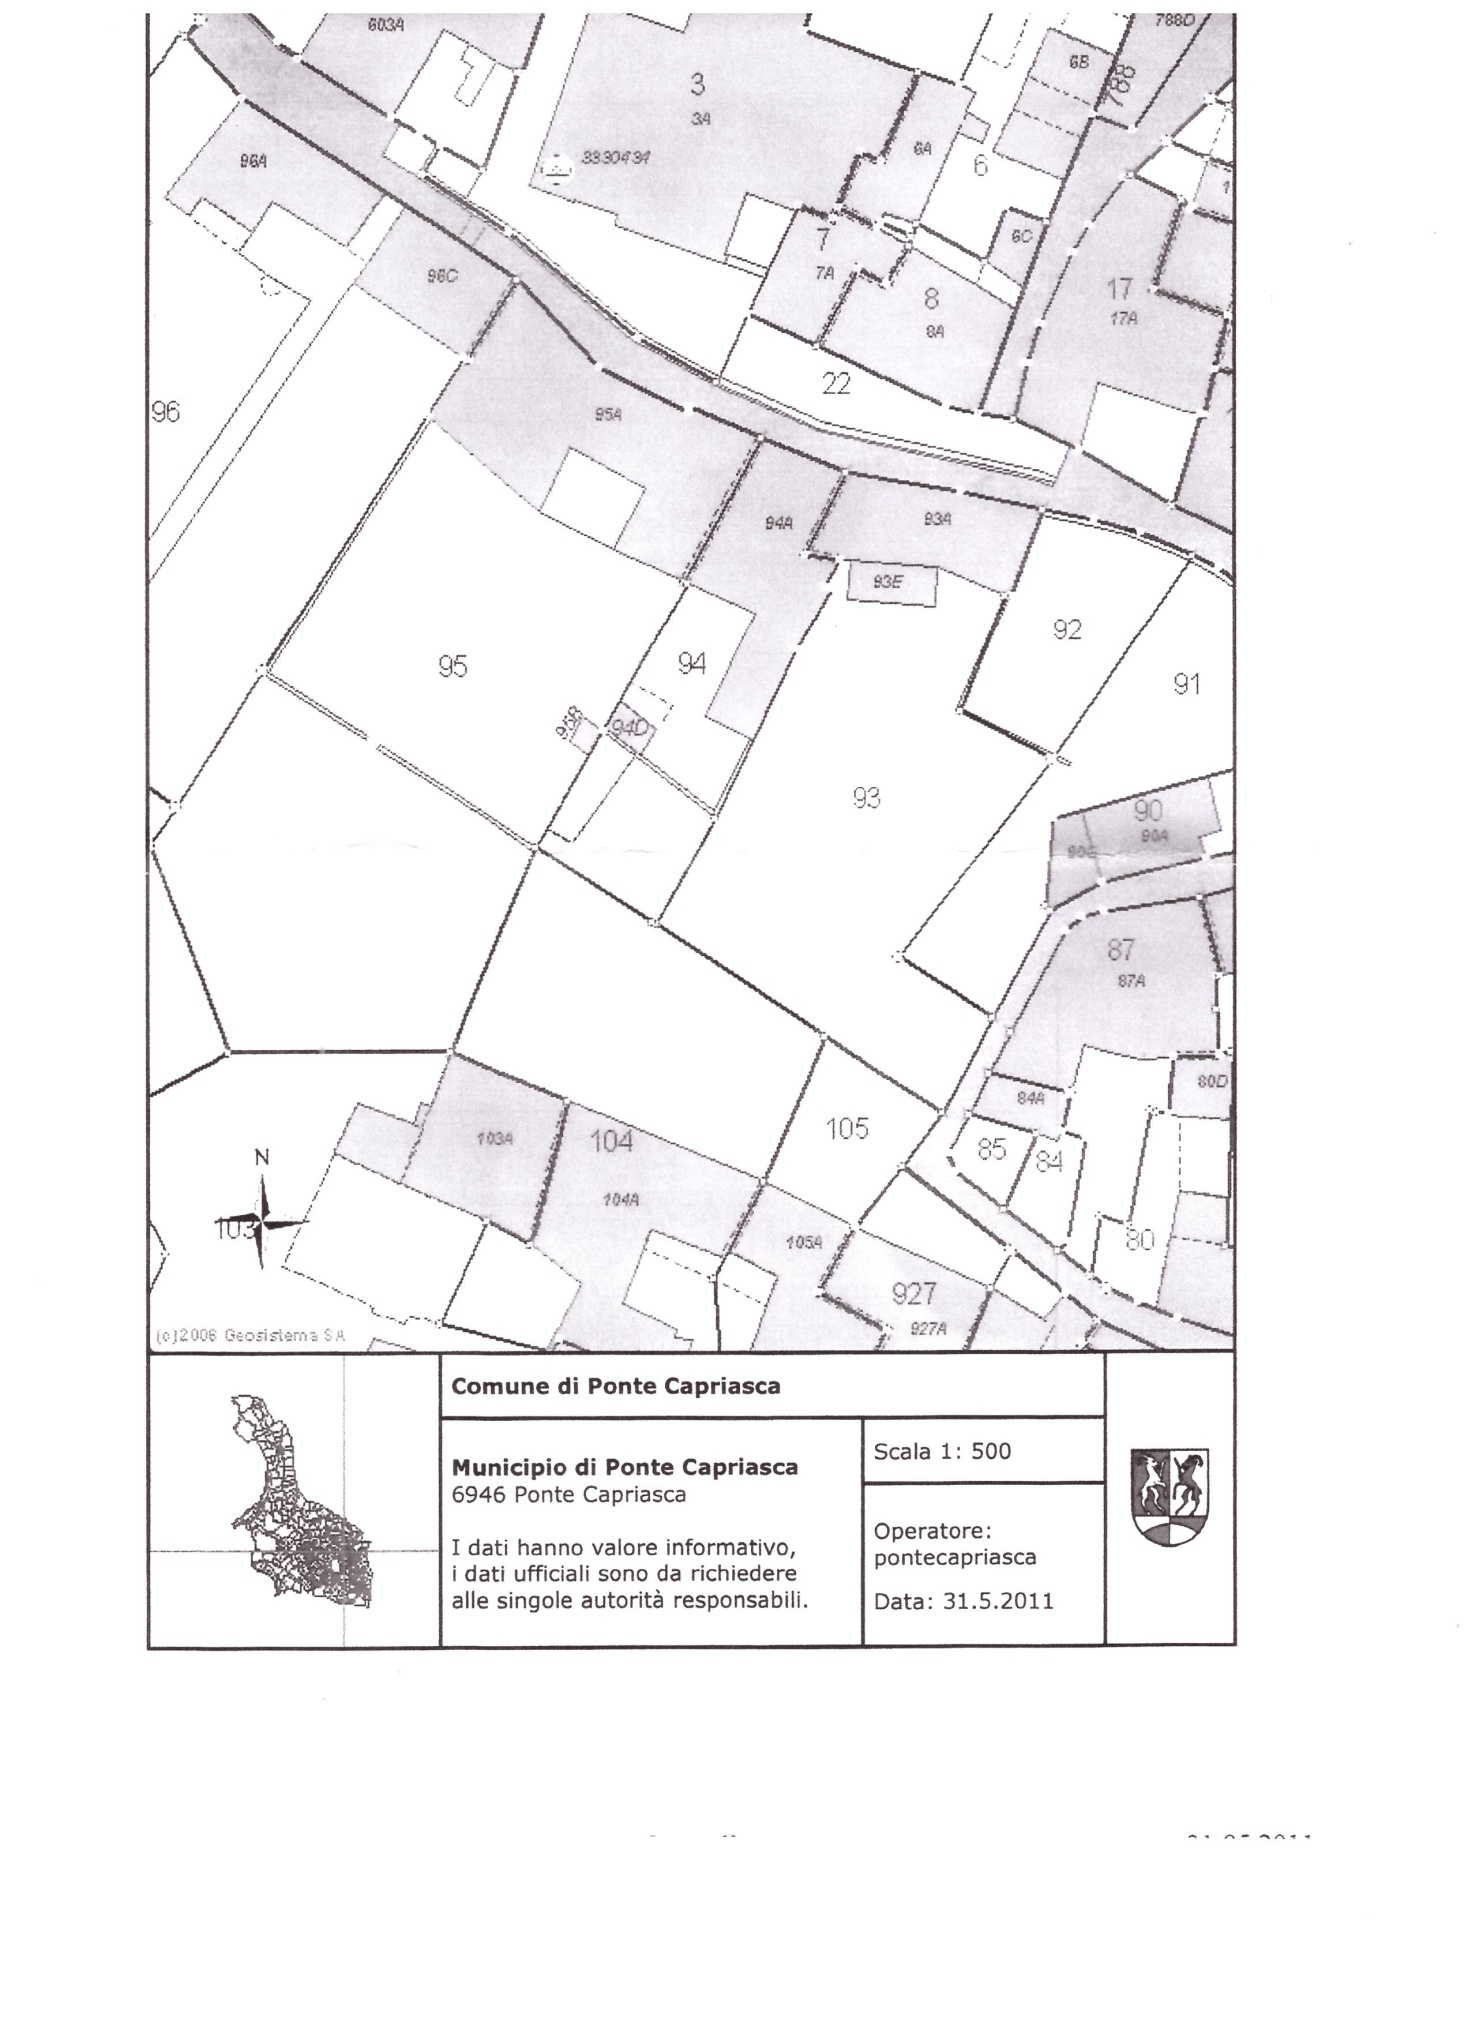 603A
788D
6B
788
3
3A
6A
96A
3330434
6
1
7
6C
7A
96C
8
8A
17
17A
22
96
95A
94A
93A
93E
92
94
95
91
95B
94D
93
90
90A
87
87A
80D
84A
103A
104
105
85
84
N
104A
103
105A
80
927
927A
(c)2006 Geosistema SA
Comune di Ponte Capriasca
Municipio di Ponte Capriasca
6946 Ponte Capriasca
I dati hanno valore informativo,
i dati ufficiali sono da richiedere
alle singole autorità responsabili.
Scala 1: 500
Operatore:
pontecapriasca
Data: 31.5.2011